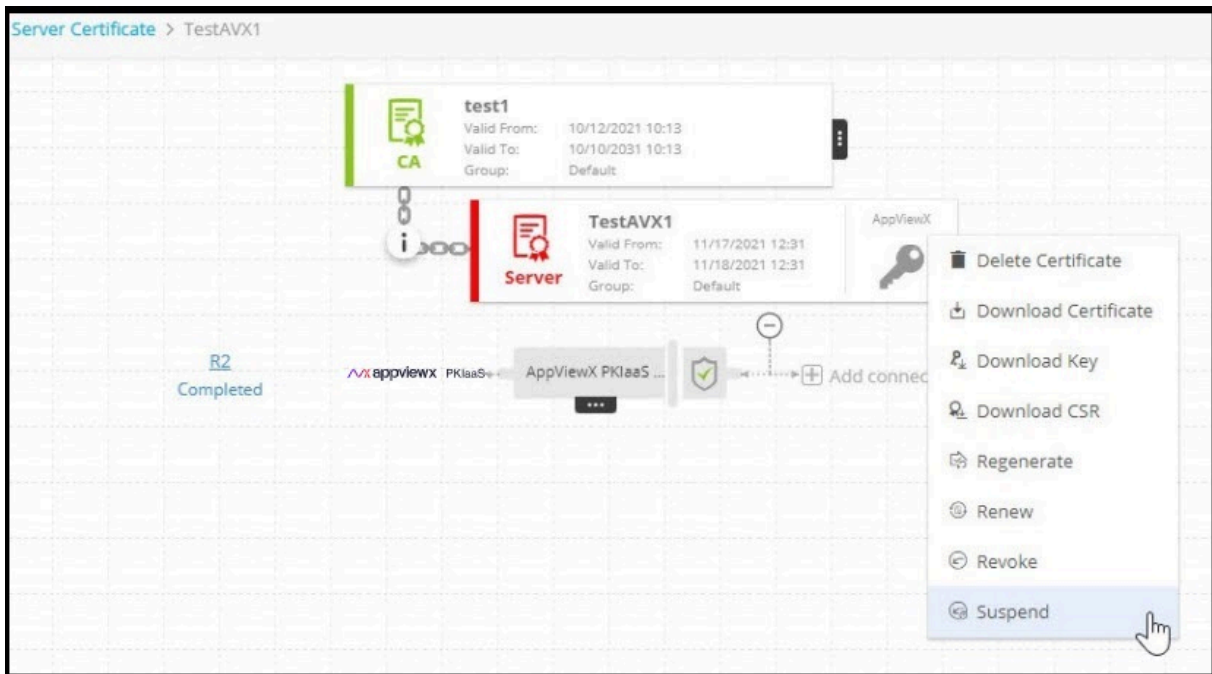 Server Certificate > TestAVX1
test1
Valid From: 10/12/2021 10:13
Valid To: 10/10/2031 10:13
Group: Default
CA
i
TestAVX1
Valid From: 11/17/2021 12:31
Valid To: 11/18/2021 12:31
Group: Default
Server
AppViewX
R2
Completed
appviewx PKIaaS
AppViewX PKIaaS ...
Add connec
Delete Certificate
Download Certificate
Download Key
Download CSR
Regenerate
Renew
Revoke
Suspend